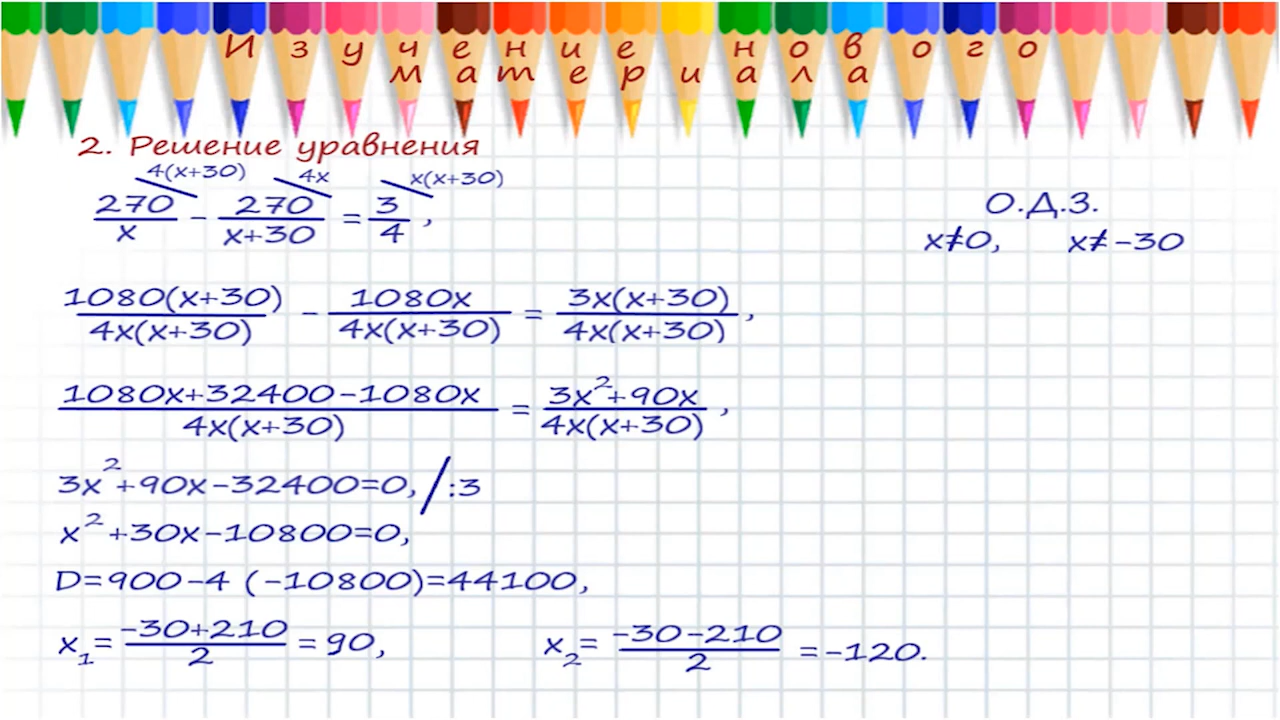 Изучение нового
материала
2. Решение уравнения
4(x+30) 4x x(x+30)
270/x - 270/(x+30) = 3/4,
О.Д.З.
x≠0, x≠-30
1080(x+30)/4x(x+30) - 1080x/4x(x+30) = 3x(x+30)/4x(x+30),
1080x+32400-1080x/4x(x+30) = 3x²+90x/4x(x+30),
3x²+90x-32400=0, /:3
x²+30x-10800=0,
D=900-4 (-10800)=44100,
x₁= -30+210/2 = 90, x₂= -30-210/2 =-120.